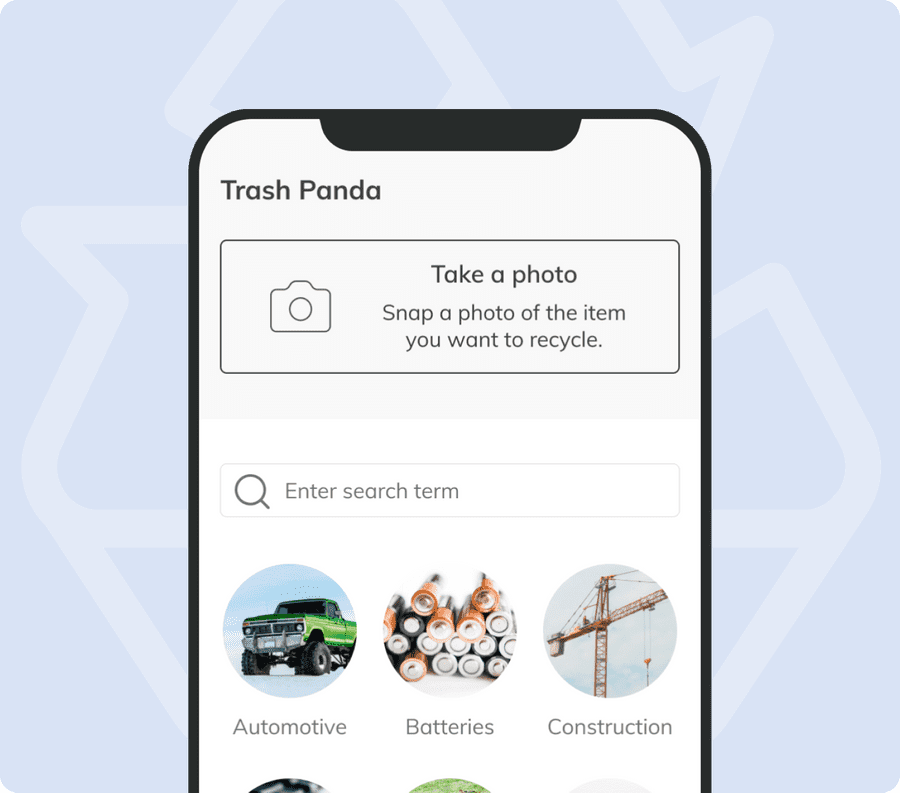 Trash Panda
Take a photo
Snap a photo of the item
you want to recycle.
Enter search term
Automotive
Batteries
Construction